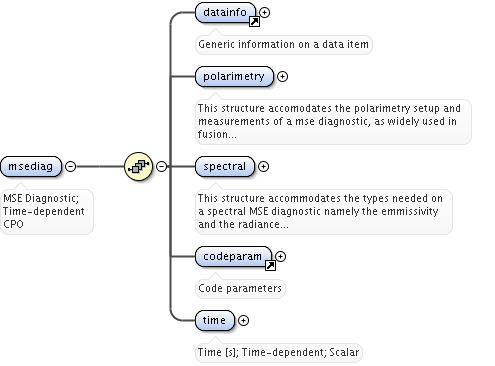 datainfo
Generic information on a data item
polarimetry
This structure accomodates the polarimetry setup and
measurements of a mse diagnostic, as widely used in
fusion...
msediag
MSE Diagnostic;
Time-dependent
CPO
spectral
This structure accommodates the types needed on
a spectral MSE diagnostic namely the emmissivity
and the radiance...
codeparam
Code parameters
time
Time [s]; Time-dependent; Scalar